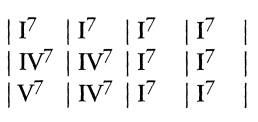 | I⁷ | I⁷ | I⁷ | I⁷ |
| IV⁷ | IV⁷ | I⁷ | I⁷ |
| V⁷ | IV⁷ | I⁷ | I⁷ |